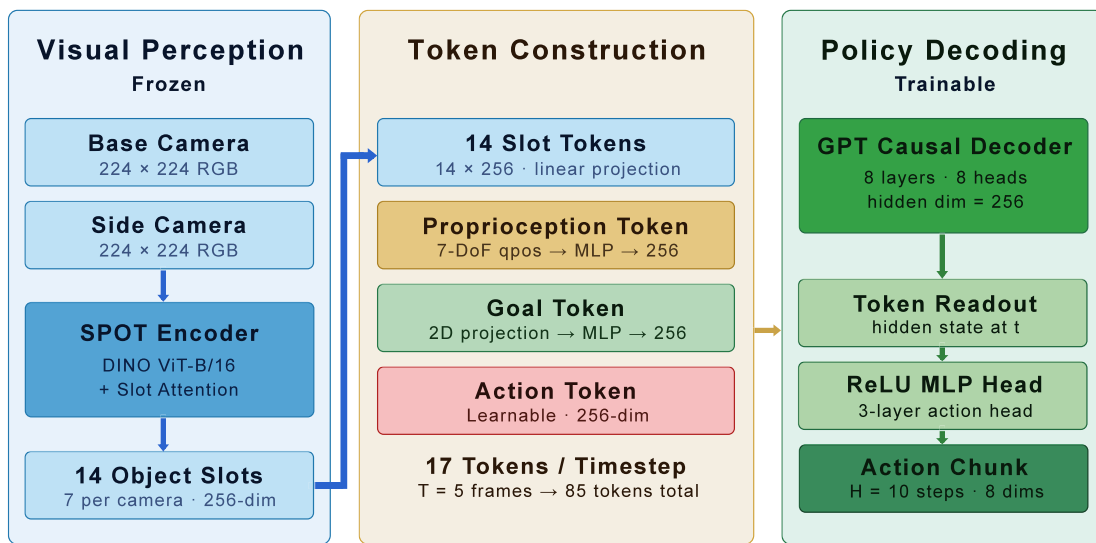 Visual Perception
Frozen
Base Camera
224 × 224 RGB
Side Camera
224 × 224 RGB
SPOT Encoder
DINO ViT-B/16
+ Slot Attention
14 Object Slots
7 per camera · 256-dim
Token Construction
14 Slot Tokens
14 × 256 · linear projection
Proprioception Token
7-DoF qpos → MLP → 256
Goal Token
2D projection → MLP → 256
Action Token
Learnable · 256-dim
17 Tokens / Timestep
T = 5 frames → 85 tokens total
Policy Decoding
Trainable
GPT Causal Decoder
8 layers · 8 heads
hidden dim = 256
Token Readout
hidden state at t
ReLU MLP Head
3-layer action head
Action Chunk
H = 10 steps · 8 dims